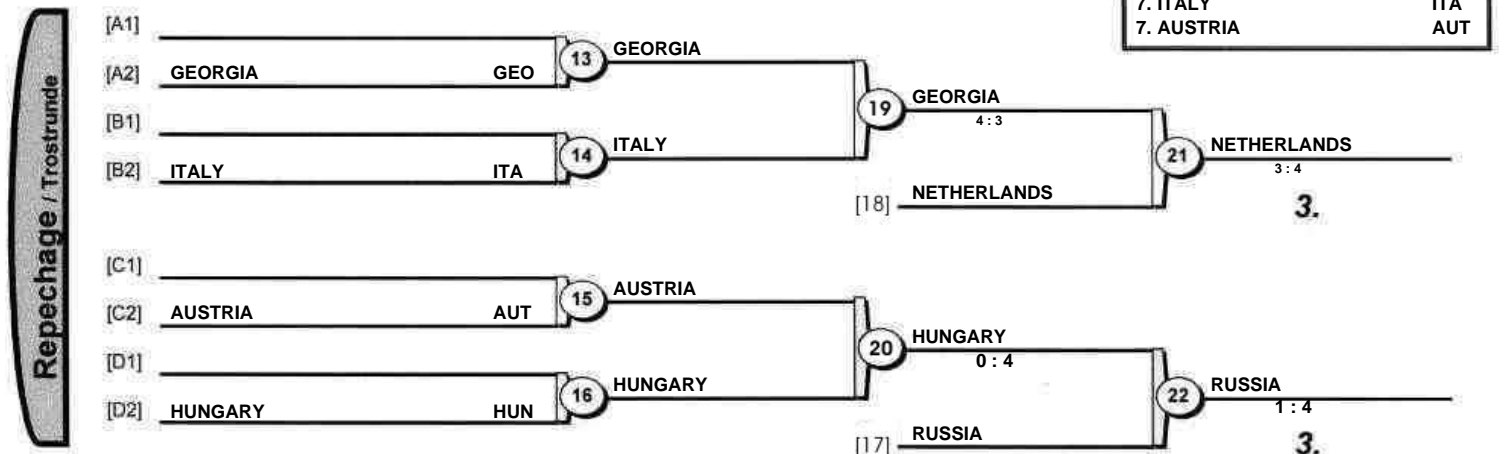 7. ITALY ITA
7. AUSTRIA AUT
Repechage / Trostrunde
[A1]
[A2] GEORGIA GEO
13 GEORGIA
[B1]
[B2] ITALY ITA
14 ITALY
19 GEORGIA
4 : 3
[18] NETHERLANDS
21 NETHERLANDS
3 : 4
3.
[C1]
[C2] AUSTRIA AUT
15 AUSTRIA
[D1]
[D2] HUNGARY HUN
16 HUNGARY
20 HUNGARY
0 : 4
[17] RUSSIA
22 RUSSIA
1 : 4
3.